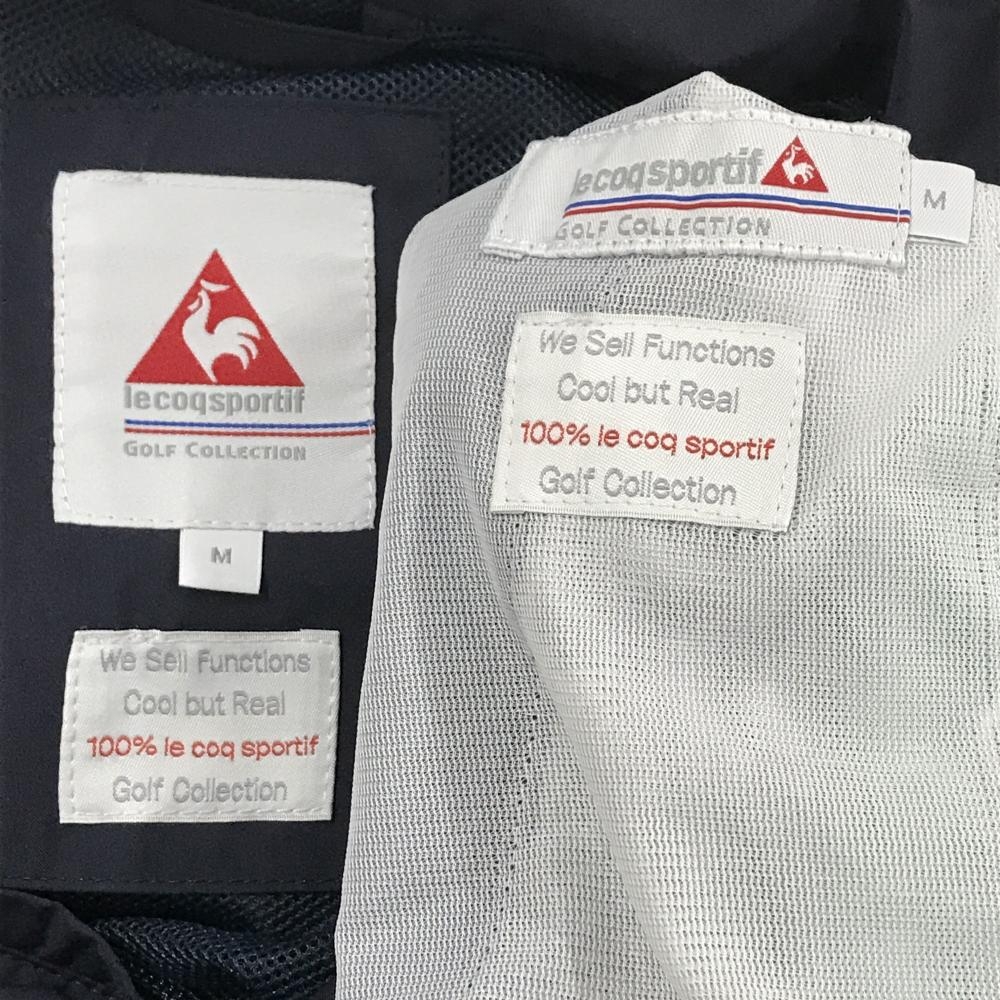 lecoqsportif
GOLF COLLECTION
M
We Sell Functions
Cool but Real
100% le coq sportif
Golf Collection
lecoqsportif
GOLF COLLECTION
M
We Sell Functions
Cool but Real
100% le coq sportif
Golf Collection